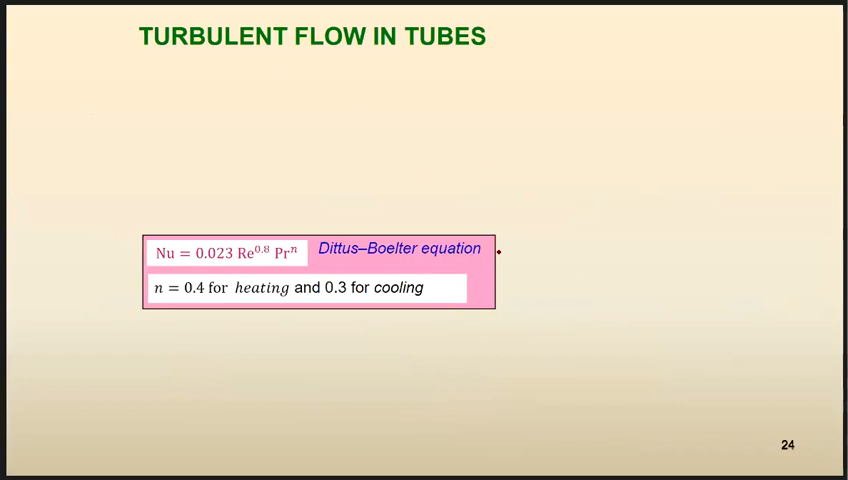 TURBULENT FLOW IN TUBES
Nu = 0.023 Re^0.8 Pr^n Dittus–Boelter equation
n = 0.4 for heating and 0.3 for cooling
24